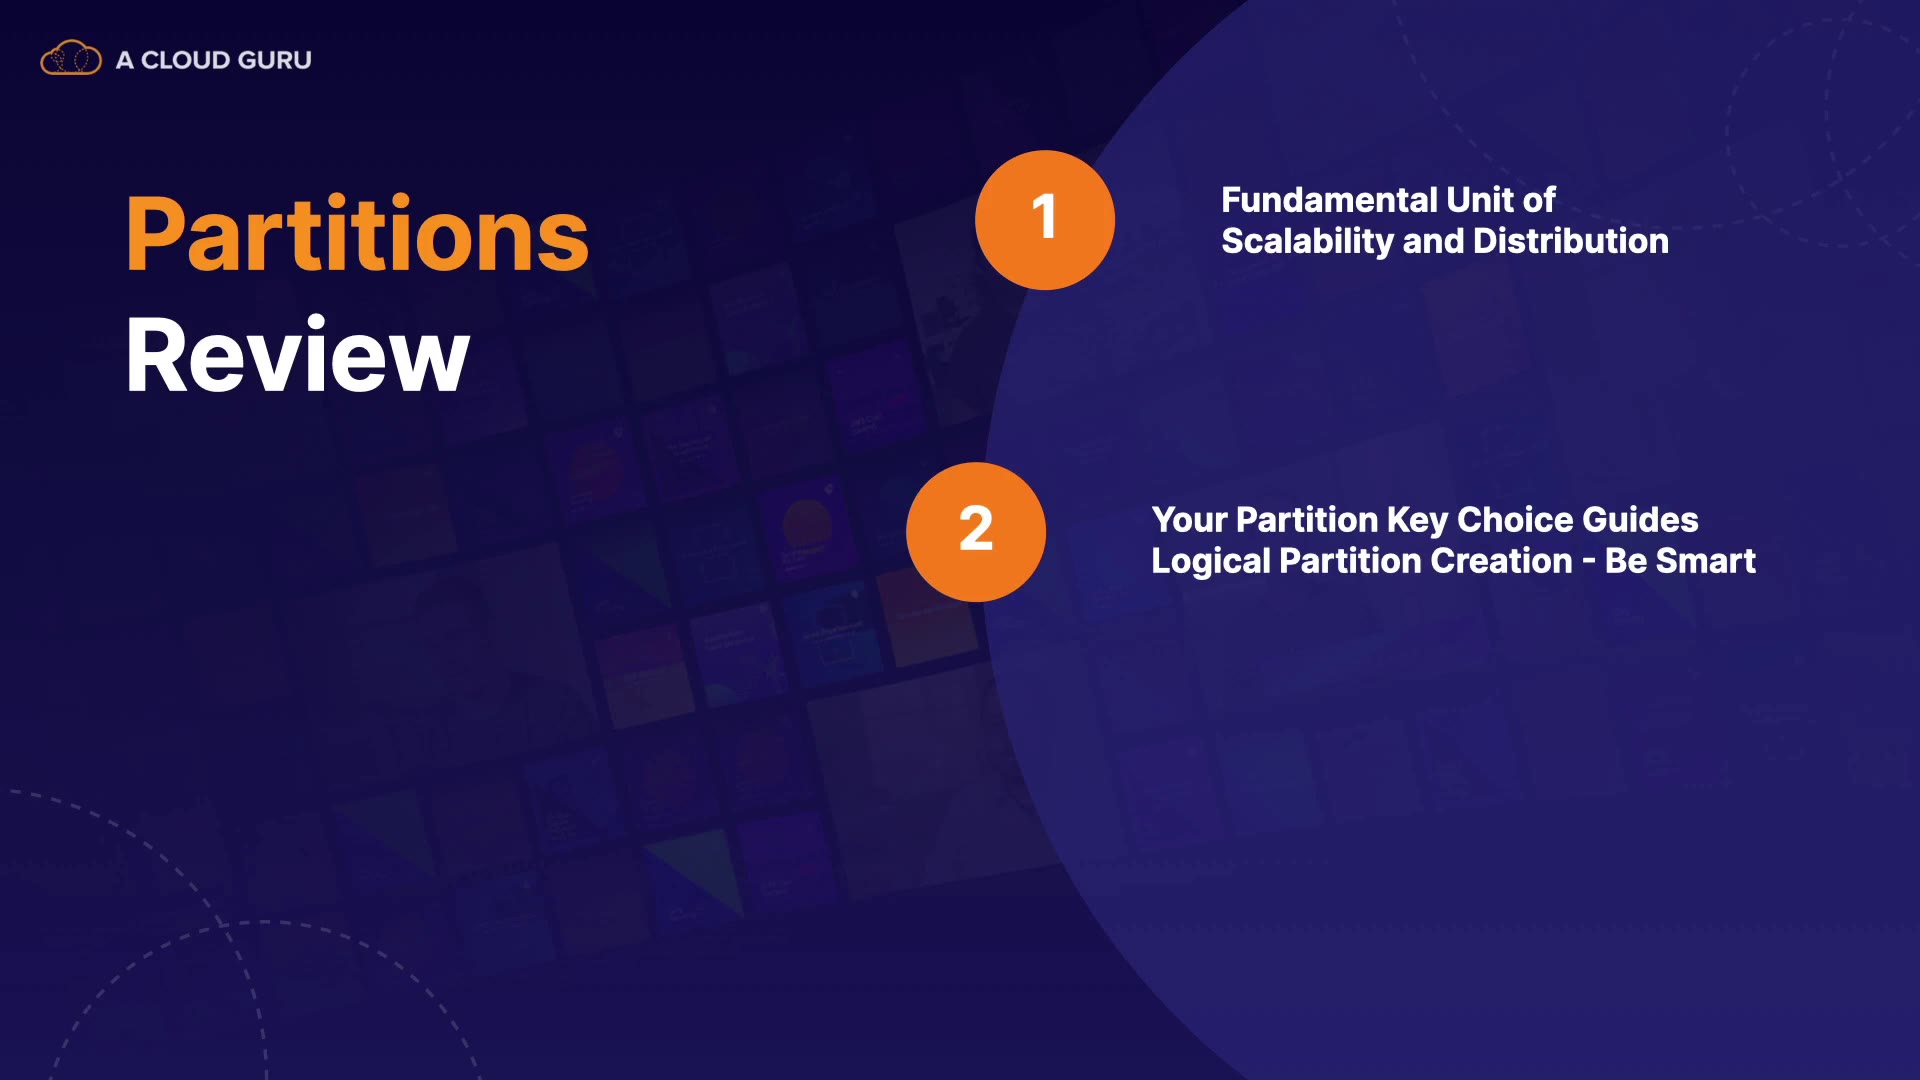 A CLOUD GURU
Partitions
Review
1
Fundamental Unit of
Scalability and Distribution
2
Your Partition Key Choice Guides
Logical Partition Creation - Be Smart